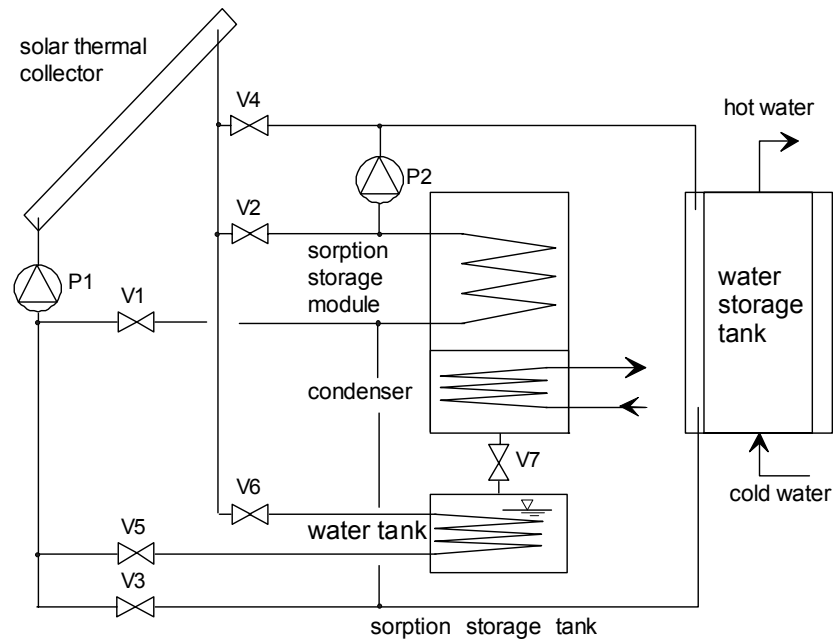 solar thermal
collector
V4
hot water
P2
V2
sorption
storage
module
water
storage
tank
P1
V1
condenser
V7
cold water
V6
water tank
V5
V3
sorption storage tank